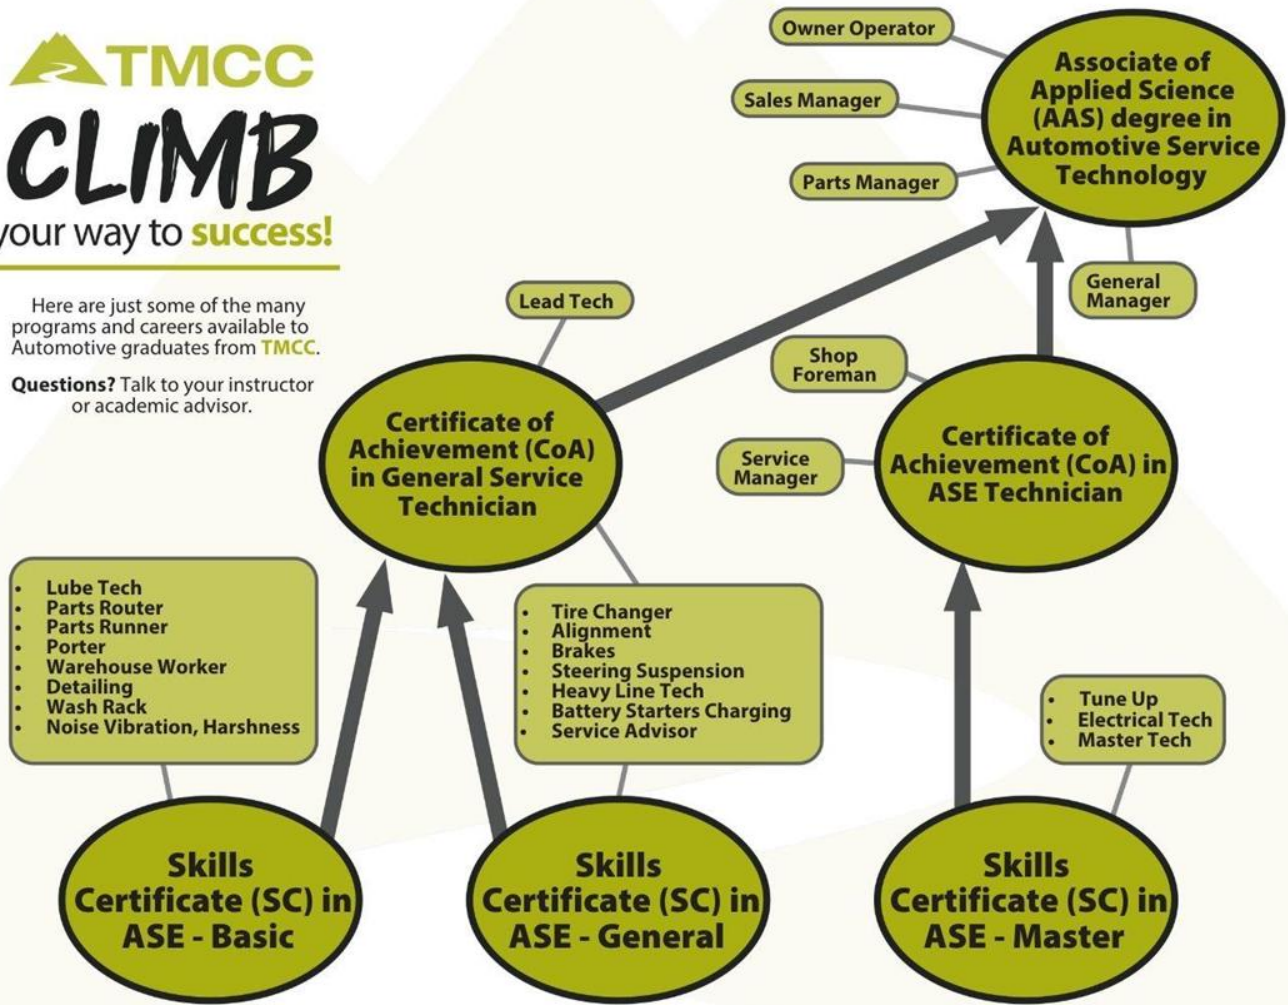 TMCC
CLIMB
your way to success!
Here are just some of the many
programs and careers available to
Automotive graduates from TMCC.
Questions? Talk to your instructor
or academic advisor.
Owner Operator
Sales Manager
Parts Manager
Associate of
Applied Science
(AAS) degree in
Automotive Service
Technology
General
Manager
Lead Tech
Certificate of
Achievement (CoA)
in General Service
Technician
Shop
Foreman
Service
Manager
Certificate of
Achievement (CoA) in
ASE Technician
• Lube Tech
• Parts Router
• Parts Runner
• Porter
• Warehouse Worker
• Detailing
• Wash Rack
• Noise Vibration, Harshness
• Tire Changer
• Alignment
• Brakes
• Steering Suspension
• Heavy Line Tech
• Battery Starters Charging
• Service Advisor
• Tune Up
• Electrical Tech
• Master Tech
Skills
Certificate (SC) in
ASE - Basic
Skills
Certificate (SC) in
ASE - General
Skills
Certificate (SC) in
ASE - Master